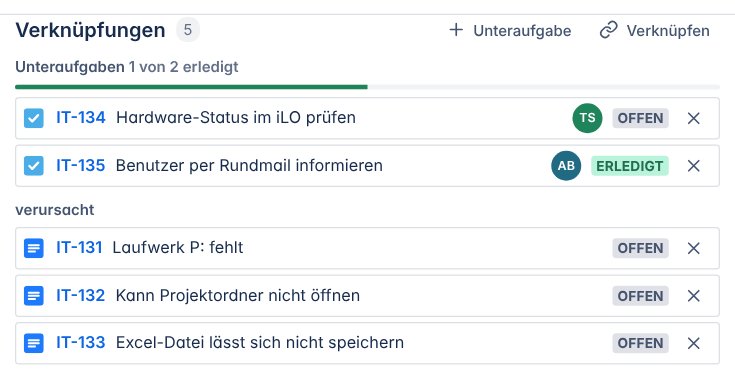 Verknüpfungen 5 Unteraufgabe Verknüpfen
Unteraufgaben 1 von 2 erledigt
IT-134 Hardware-Status im iLO prüfen TS OFFEN
IT-135 Benutzer per Rundmail informieren AB ERLEDIGT
verursacht
IT-131 Laufwerk P: fehlt OFFEN
IT-132 Kann Projektordner nicht öffnen OFFEN
IT-133 Excel-Datei lässt sich nicht speichern OFFEN